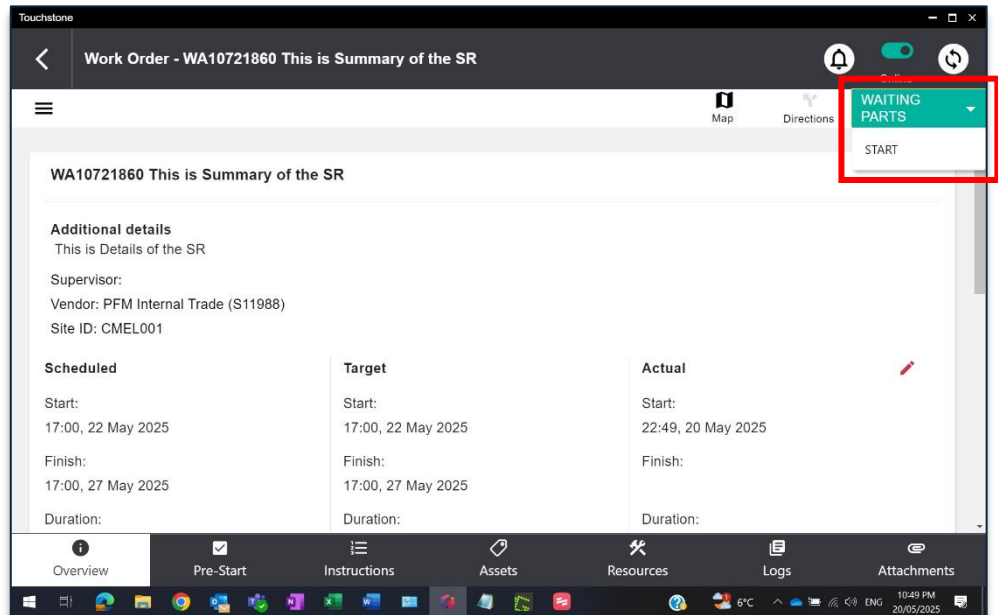 Touchstone
Work Order - WA10721860 This is Summary of the SR
Map
Directions
WAITING
PARTS
START
WA10721860 This is Summary of the SR
Additional details
This is Details of the SR
Supervisor:
Vendor: PFM Internal Trade (S11988)
Site ID: CMEL001
Scheduled Target Actual
Start: Start: Start:
17:00, 22 May 2025 17:00, 22 May 2025 22:49, 20 May 2025
Finish: Finish: Finish:
17:00, 27 May 2025 17:00, 27 May 2025
Duration: Duration: Duration:
Overview Pre-Start Instructions Assets Resources Logs Attachments
6°C ENG 10:49 PM
20/05/2025